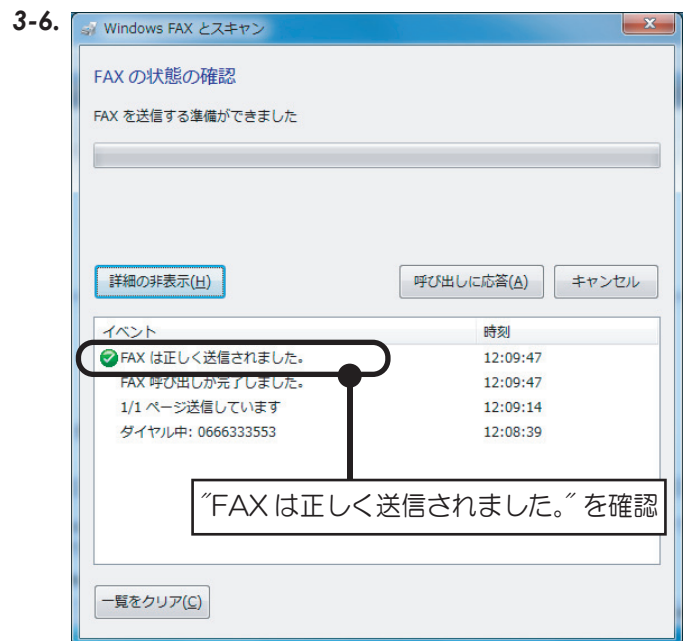 3-6.
Windows FAX とスキャン
FAX の状態の確認
FAX を送信する準備ができました
詳細の非表示(H) 呼び出しに応答(A) キャンセル
イベント 時刻
FAX は正しく送信されました。 12:09:47
FAX 呼び出しが完了しました。 12:09:47
1/1 ページ送信しています 12:09:14
ダイヤル中: 0666333553 12:08:39
″FAX は正しく送信されました。″ を確認
一覧をクリア(C)